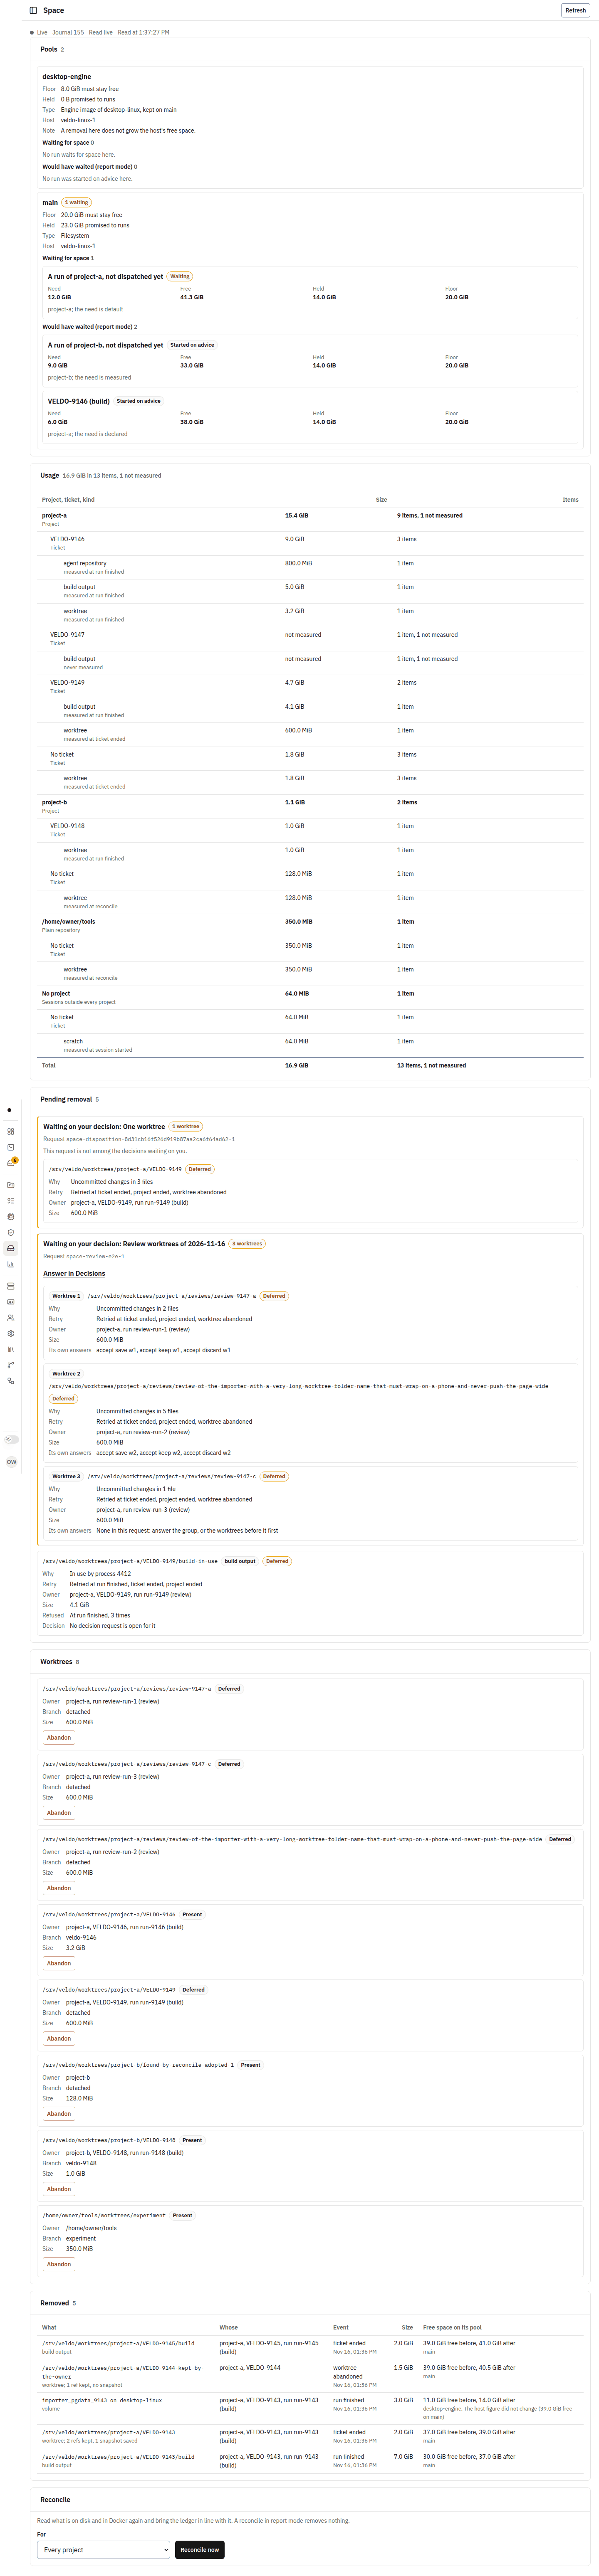 Space
Refresh
Live Journal 155 Read live Read at 1:37:27 PM
Pools 2
desktop-engine
Floor 8.0 GiB must stay free
Held 0 B promised to runs
Type Engine image of desktop-linux, kept on main
Host veldo-linux-1
Note A removal here does not grow the host's free space.
Waiting for space 0
No run waits for space here.
Would have waited (report mode) 0
No run was started on advice here.
main 1 waiting
Floor 20.0 GiB must stay free
Held 23.0 GiB promised to runs
Type Filesystem
Host veldo-linux-1
Waiting for space 1
A run of project-a, not dispatched yet Waiting
Need Free Held Floor
12.0 GiB 41.3 GiB 14.0 GiB 20.0 GiB
project-a; the need is default
Would have waited (report mode) 2
A run of project-b, not dispatched yet Started on advice
Need Free Held Floor
9.0 GiB 33.0 GiB 14.0 GiB 20.0 GiB
project-b; the need is measured
VELDO-9146 (build) Started on advice
Need Free Held Floor
6.0 GiB 38.0 GiB 14.0 GiB 20.0 GiB
project-a; the need is declared
Usage 16.9 GiB in 13 items, 1 not measured
Project, ticket, kind Size Items
project-a 15.4 GiB 9 items, 1 not measured
Project
VELDO-9146 9.0 GiB 3 items
Ticket
agent repository 800.0 MiB 1 item
measured at run finished
build output 5.0 GiB 1 item
measured at run finished
worktree 3.2 GiB 1 item
measured at run finished
VELDO-9147 not measured 1 item, 1 not measured
Ticket
build output not measured 1 item, 1 not measured
never measured
VELDO-9149 4.7 GiB 2 items
Ticket
build output 4.1 GiB 1 item
measured at run finished
worktree 600.0 MiB 1 item
measured at ticket ended
No ticket 1.8 GiB 3 items
Ticket
worktree 1.8 GiB 3 items
measured at ticket ended
project-b 1.1 GiB 2 items
Project
VELDO-9148 1.0 GiB 1 item
Ticket
worktree 1.0 GiB 1 item
measured at run finished
No ticket 128.0 MiB 1 item
Ticket
worktree 128.0 MiB 1 item
measured at reconcile
/home/owner/tools 350.0 MiB 1 item
Plain repository
No ticket 350.0 MiB 1 item
Ticket
worktree 350.0 MiB 1 item
measured at reconcile
No project 64.0 MiB 1 item
Sessions outside every project
No ticket 64.0 MiB 1 item
Ticket
scratch 64.0 MiB 1 item
measured at session started
Total 16.9 GiB 13 items, 1 not measured
Pending removal 5
Waiting on your decision: One worktree 1 worktree
Request space-disposition-8d31cb16f526d919b87aa2ca6f64ad62-1
This request is not among the decisions waiting on you.
/srv/veldo/worktrees/project-a/VELDO-9149 Deferred
Why Uncommitted changes in 3 files
Retry Retried at ticket ended, project ended, worktree abandoned
Owner project-a, VELDO-9149, run run-9149 (build)
Size 600.0 MiB
Waiting on your decision: Review worktrees of 2026-11-16 3 worktrees
Request space-review-e2e-1
Answer in Decisions
Worktree 1 /srv/veldo/worktrees/project-a/reviews/review-9147-a Deferred
Why Uncommitted changes in 2 files
Retry Retried at ticket ended, project ended, worktree abandoned
Owner project-a, run review-run-1 (review)
Size 600.0 MiB
Its own answers accept save w1, accept keep w1, accept discard w1
Worktree 2
/srv/veldo/worktrees/project-a/reviews/review-of-the-importer-with-a-very-long-worktree-folder-name-that-must-wrap-on-a-phone-and-never-push-the-page-wide
Deferred
Why Uncommitted changes in 5 files
Retry Retried at ticket ended, project ended, worktree abandoned
Owner project-a, run review-run-2 (review)
Size 600.0 MiB
Its own answers accept save w2, accept keep w2, accept discard w2
Worktree 3 /srv/veldo/worktrees/project-a/reviews/review-9147-c Deferred
Why Uncommitted changes in 1 file
Retry Retried at ticket ended, project ended, worktree abandoned
Owner project-a, run review-run-3 (review)
Size 600.0 MiB
Its own answers None in this request: answer the group, or the worktrees before it first
/srv/veldo/worktrees/project-a/VELDO-9149/build-in-use build output Deferred
Why In use by process 4412
Retry Retried at run finished, ticket ended, project ended
Owner project-a, VELDO-9149, run run-9149 (review)
Size 4.1 GiB
Refused At run finished, 3 times
Decision No decision request is open for it
6
OW
Worktrees 8
/srv/veldo/worktrees/project-a/reviews/review-9147-a Deferred
Owner project-a, run review-run-1 (review)
Branch detached
Size 600.0 MiB
Abandon
/srv/veldo/worktrees/project-a/reviews/review-9147-c Deferred
Owner project-a, run review-run-3 (review)
Branch detached
Size 600.0 MiB
Abandon
/srv/veldo/worktrees/project-a/reviews/review-of-the-importer-with-a-very-long-worktree-folder-name-that-must-wrap-on-a-phone-and-never-push-the-page-wide Deferred
Owner project-a, run review-run-2 (review)
Branch detached
Size 600.0 MiB
Abandon
/srv/veldo/worktrees/project-a/VELDO-9146 Present
Owner project-a, VELDO-9146, run run-9146 (build)
Branch veldo-9146
Size 3.2 GiB
Abandon
/srv/veldo/worktrees/project-a/VELDO-9149 Deferred
Owner project-a, VELDO-9149, run run-9149 (build)
Branch detached
Size 600.0 MiB
Abandon
/srv/veldo/worktrees/project-b/found-by-reconcile-adopted-1 Present
Owner project-b
Branch detached
Size 128.0 MiB
Abandon
/srv/veldo/worktrees/project-b/VELDO-9148 Present
Owner project-b, VELDO-9148, run run-9148 (build)
Branch veldo-9148
Size 1.0 GiB
Abandon
/home/owner/tools/worktrees/experiment Present
Owner /home/owner/tools
Branch experiment
Size 350.0 MiB
Abandon
Removed 5
What Whose Event Size Free space on its pool
/srv/veldo/worktrees/project-a/VELDO-9145/build project-a, VELDO-9145, run run-9145 ticket ended 2.0 GiB 39.0 GiB free before, 41.0 GiB after
build output (build) Nov 16, 01:36 PM main
/srv/veldo/worktrees/project-a/VELDO-9144-kept-by- project-a, VELDO-9144 worktree 1.5 GiB 39.0 GiB free before, 40.5 GiB after
the-owner abandoned main
worktree; 1 ref kept, no snapshot Nov 16, 01:36 PM
importer_pgdata_9143 on desktop-linux project-a, VELDO-9143, run run-9143 run finished 3.0 GiB 11.0 GiB free before, 14.0 GiB after
volume (build) Nov 16, 01:36 PM desktop-engine. The host figure did not change (39.0 GiB free
on main)
/srv/veldo/worktrees/project-a/VELDO-9143 project-a, VELDO-9143, run run-9143 ticket ended 2.0 GiB 37.0 GiB free before, 39.0 GiB after
worktree; 2 refs kept, 1 snapshot saved (build) Nov 16, 01:36 PM main
/srv/veldo/worktrees/project-a/VELDO-9143/build project-a, VELDO-9143, run run-9143 run finished 7.0 GiB 30.0 GiB free before, 37.0 GiB after
build output (build) Nov 16, 01:36 PM main
Reconcile
Read what is on disk and in Docker again and bring the ledger in line with it. A reconcile in report mode removes nothing.
For
Every project Reconcile now